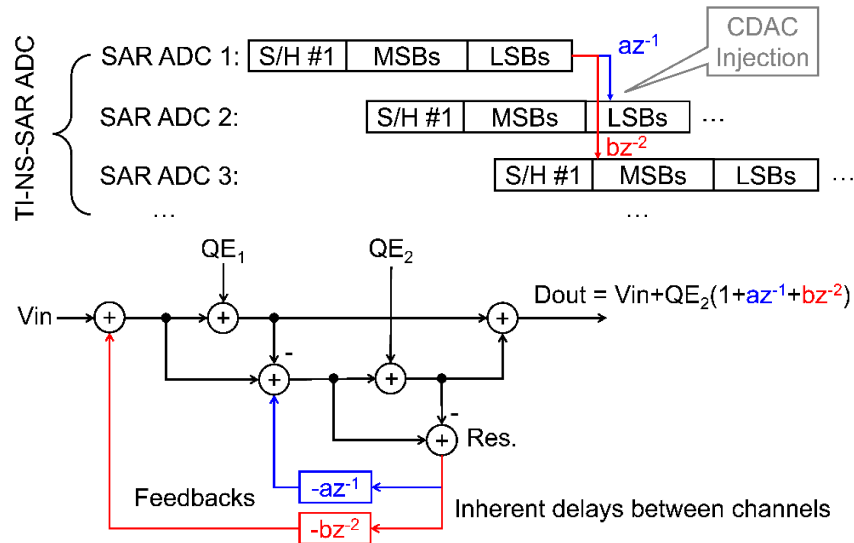 TI-NS-SAR ADC
SAR ADC 1: S/H #1 MSBs LSBs az⁻¹
CDAC Injection
SAR ADC 2: S/H #1 MSBs LSBs ...
bz⁻²
SAR ADC 3: S/H #1 MSBs LSBs ...
... ...
QE₁ QE₂
Dout = Vin+QE₂(1+az⁻¹+bz⁻²)
Vin + + +
-
+ +
-
+ Res.
Feedbacks -az⁻¹ Inherent delays between channels
-bz⁻²